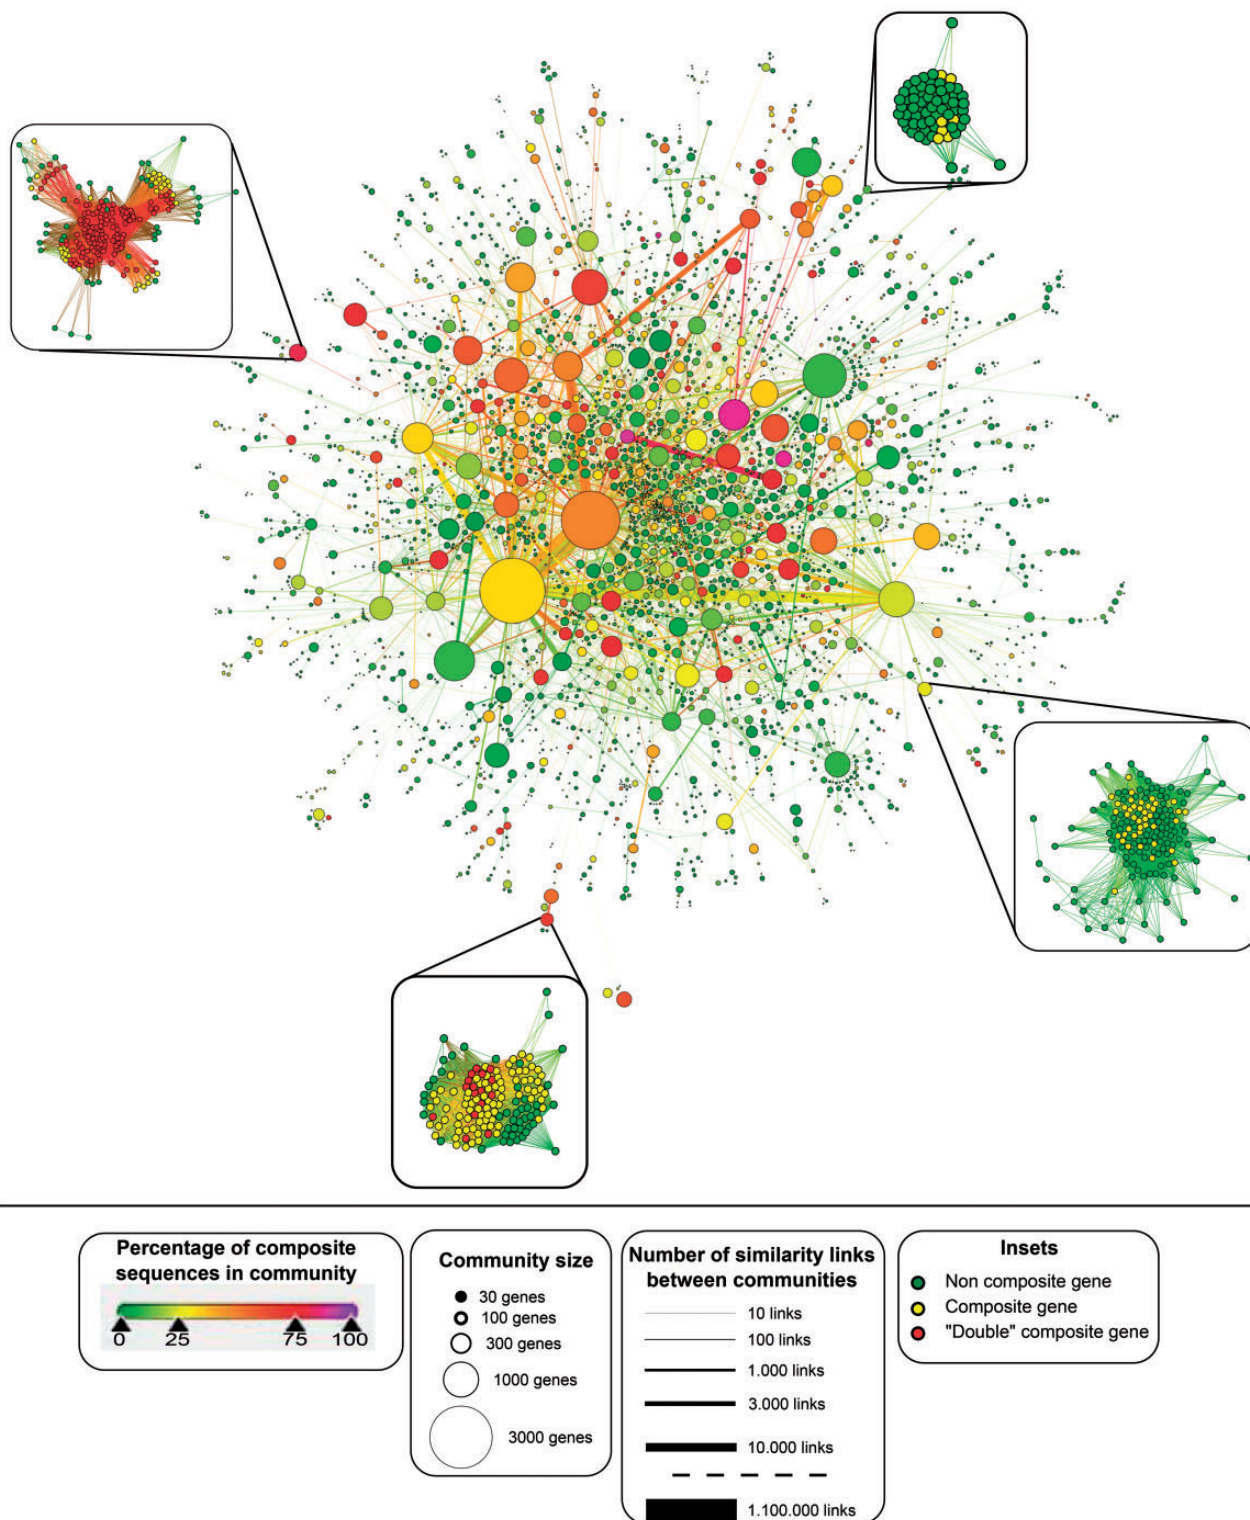 Percentage of composite
sequences in community
0 25 75 100
Community size
30 genes
100 genes
300 genes
1000 genes
3000 genes
Number of similarity links
between communities
10 links
100 links
1.000 links
3.000 links
10.000 links
1.100.000 links
Insets
Non composite gene
Composite gene
"Double" composite gene